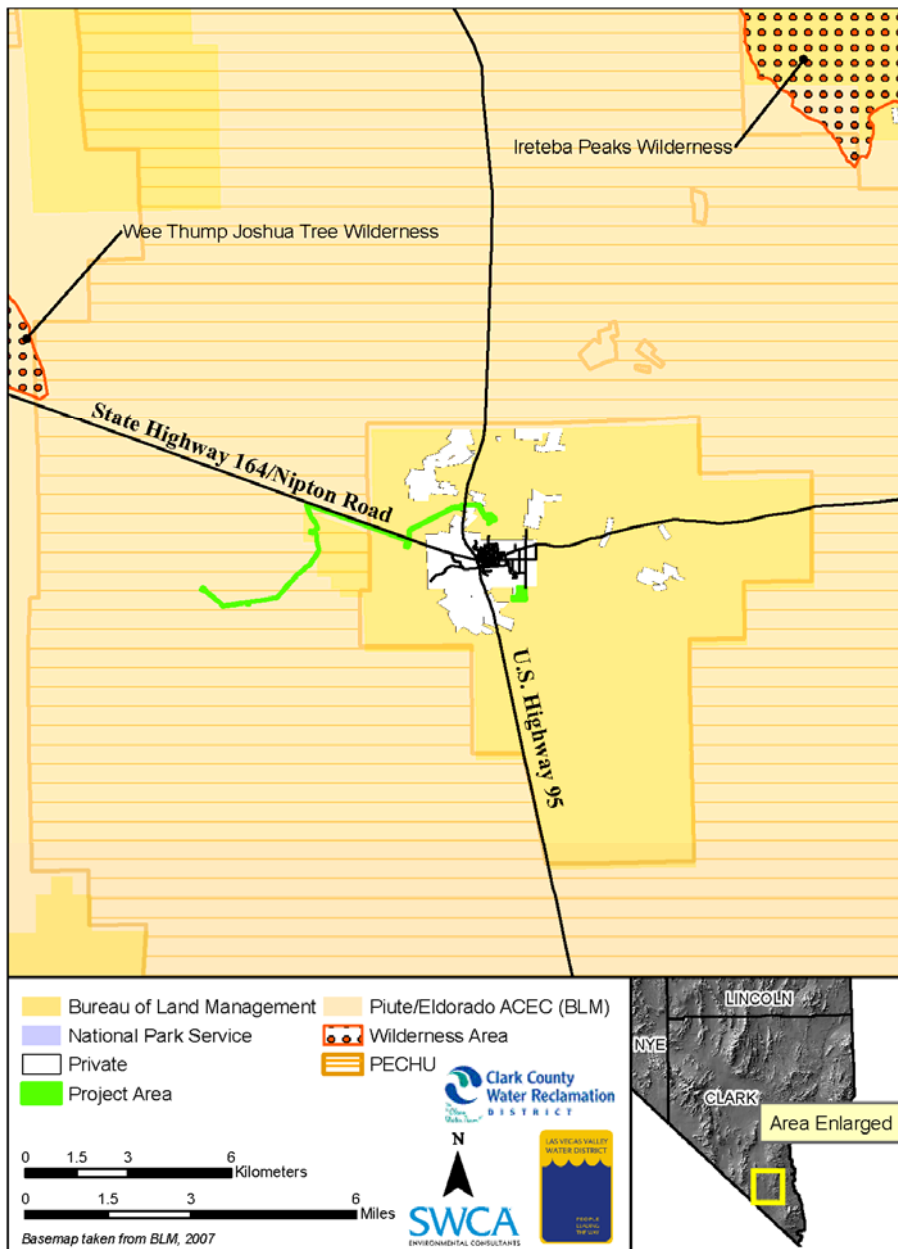 Ireteba Peaks Wilderness
Wee Thump Joshua Tree Wilderness
State Highway 164/Nipton Road
U.S. Highway 95
Bureau of Land Management
National Park Service
Private
Project Area
Piute/Eldorado ACEC (BLM)
Wilderness Area
PECHU
0 1.5 3 6
Kilometers
0 1.5 3 6
Miles
Basemap taken from BLM, 2007
Clark County
Water Reclamation
DISTRICT
N
SWCA
ENVIRONMENTAL CONSULTANTS
LAS VEGAS VALLEY
WATER DISTRICT
LINCOLN
NYE
CLARK
Area Enlarged